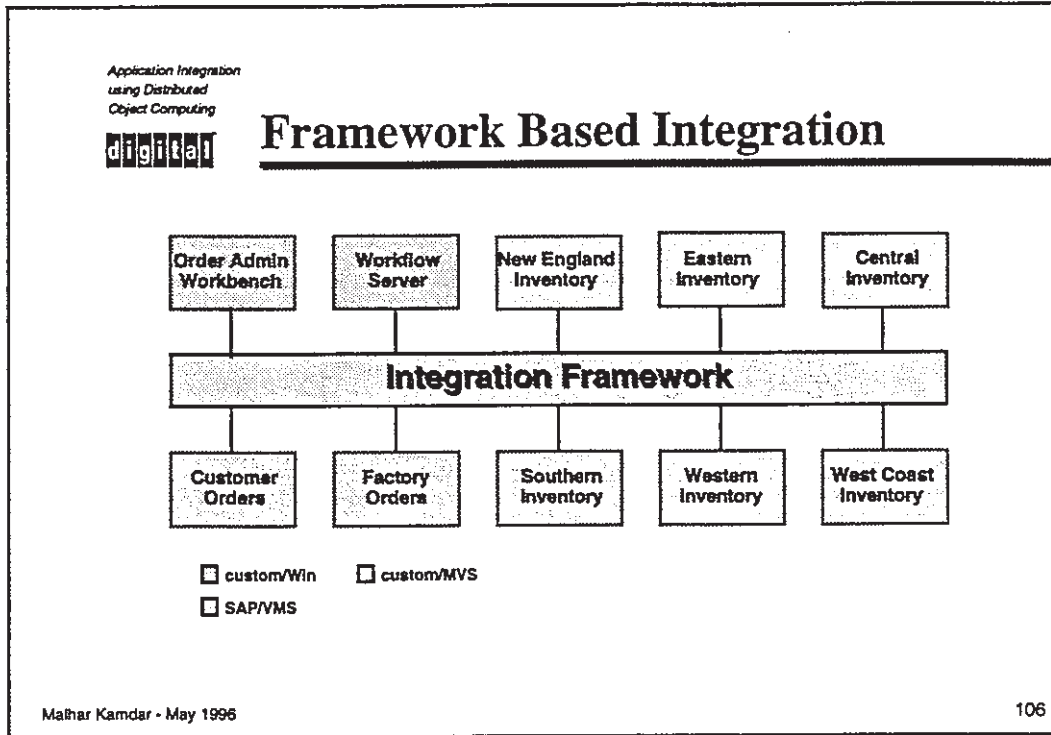 Application Integration
using Distributed
Object Computing
digital
Framework Based Integration
Order Admin
Workbench
Workflow
Server
New England
Inventory
Eastern
Inventory
Central
Inventory
Integration Framework
Customer
Orders
Factory
Orders
Southern
Inventory
Western
Inventory
West Coast
Inventory
custom/Win
custom/MVS
SAP/VMS
Malhar Kamdar - May 1996
106